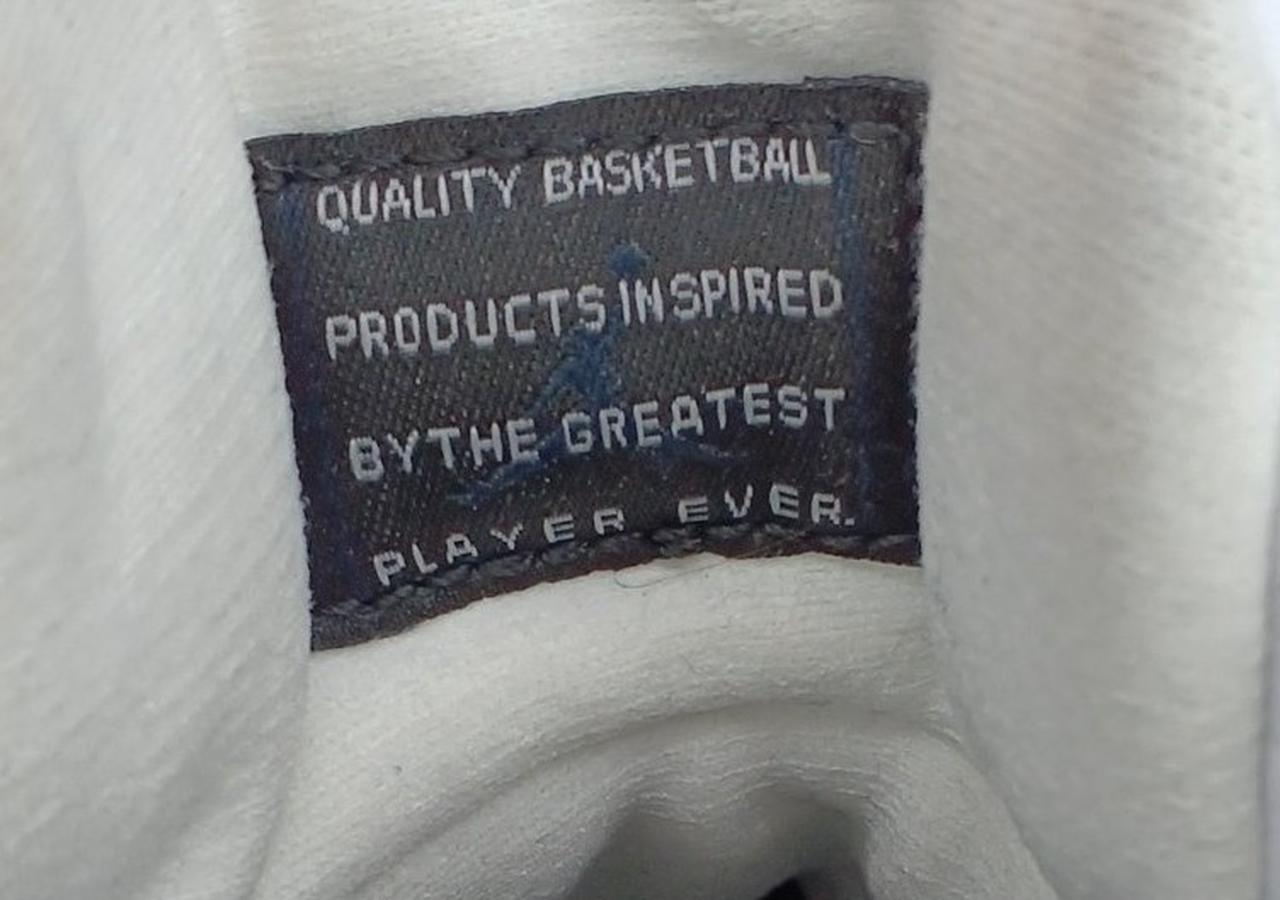 QUALITY BASKETBALL
PRODUCTS INSPIRED
BY THE GREATEST
PLAYER EVER.